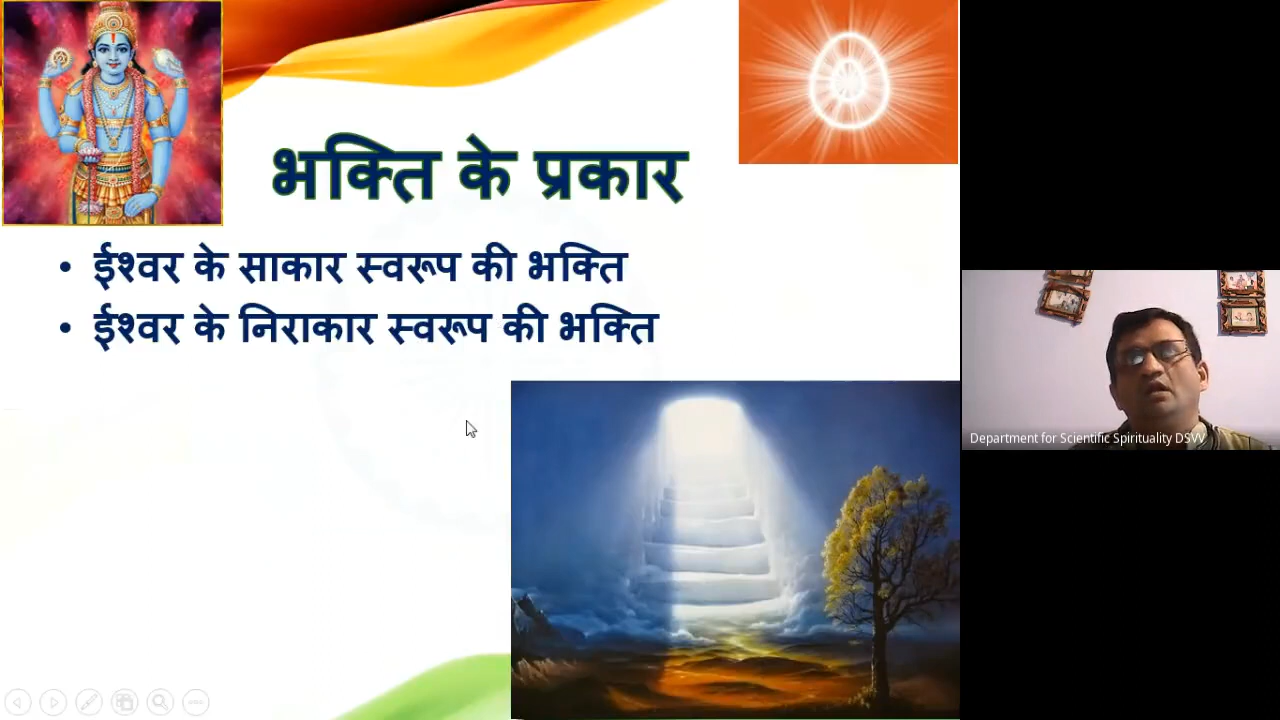 भक्ति के प्रकार
• ईश्वर के साकार स्वरूप की भक्ति
• ईश्वर के निराकार स्वरूप की भक्ति
Department for Scientific Spirituality DSVV